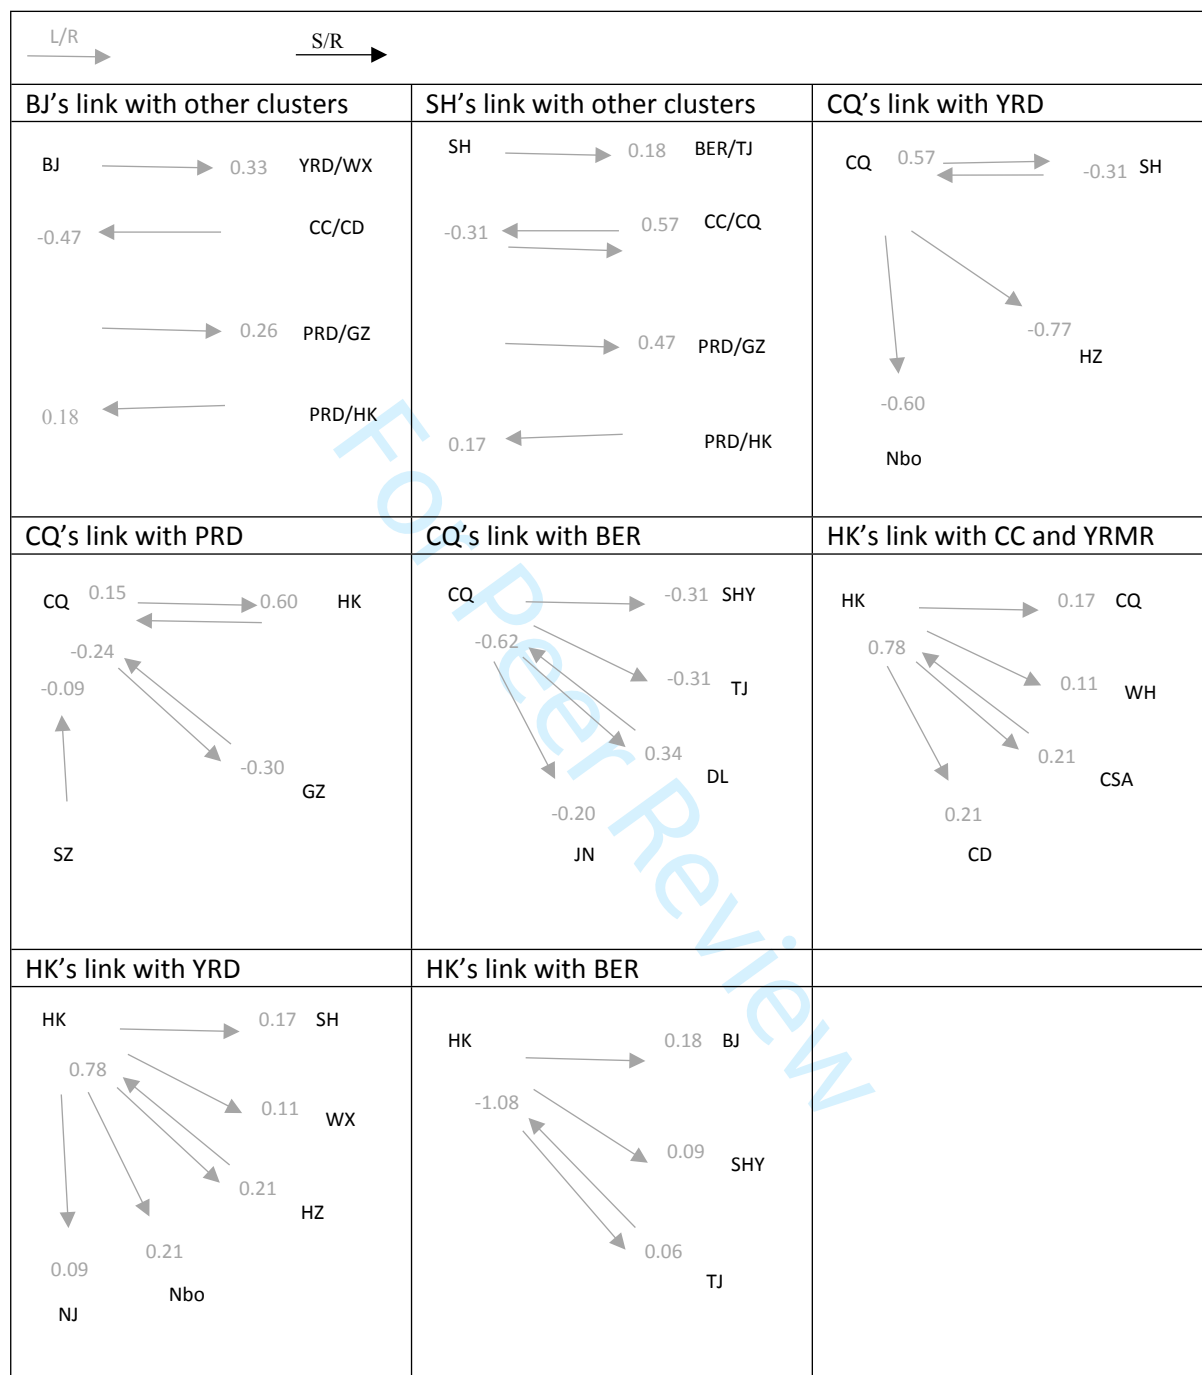 L/R S/R
BJ's link with other clusters
BJ 0.33 YRD/WX
-0.47 CC/CD
0.26 PRD/GZ
0.18 PRD/HK
SH's link with other clusters
SH 0.18 BER/TJ
-0.31 0.57 CC/CQ
0.47 PRD/GZ
0.17 PRD/HK
CQ's link with YRD
CQ 0.57 -0.31 SH
-0.77
HZ
-0.60
Nbo
CQ's link with PRD
CQ 0.15 0.60 HK
-0.24
-0.09
-0.30
GZ
SZ
CQ's link with BER
CQ -0.31 SHY
-0.62
-0.31 TJ
0.34
DL
-0.20
JN
HK's link with CC and YRMR
HK 0.17 CQ
0.78
0.11 WH
0.21
CSA
0.21
CD
HK's link with YRD
HK 0.17 SH
0.78
0.11 WX
0.21
HZ
0.21
0.09
Nbo
NJ
HK's link with BER
HK 0.18 BJ
-1.08
0.09 SHY
0.06
TJ
For Peer Review